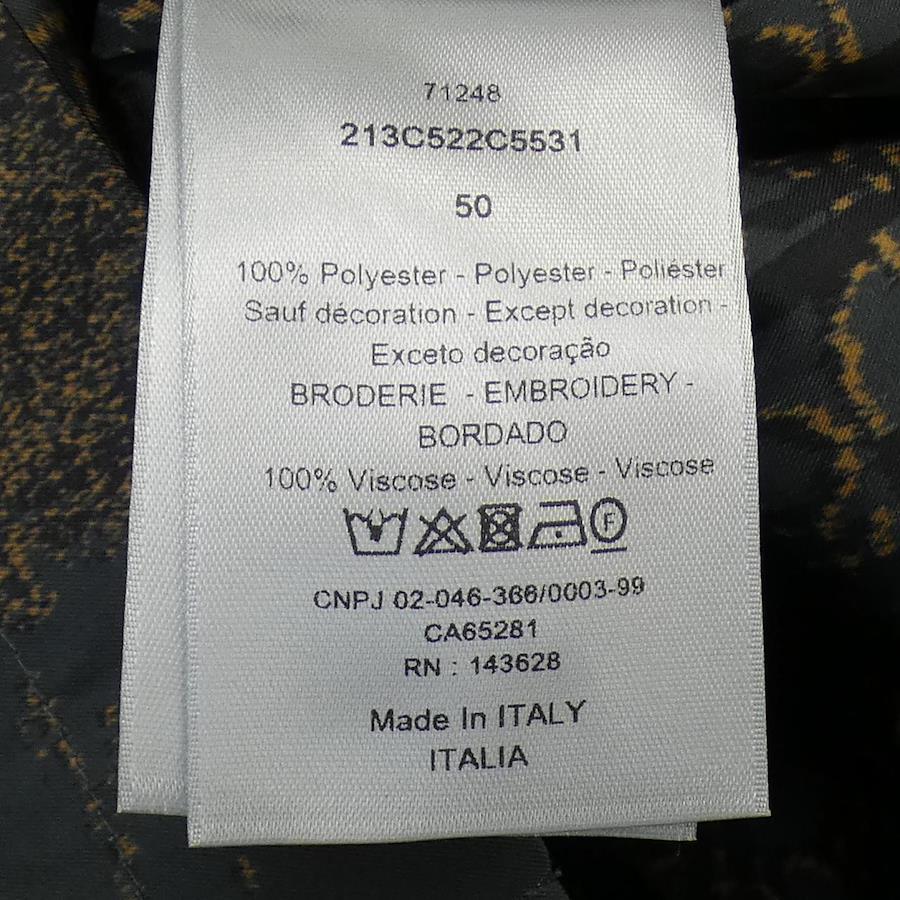 71248
213C522C5531
50
100% Polyester - Polyester - Poliéster
Sauf décoration - Except decoration -
Exceto decoração
BRODERIE - EMBROIDERY -
BORDADO
100% Viscose - Viscose - Viscose
F
CNPJ 02-046-366/0003-99
CA65281
RN : 143628
Made In ITALY
ITALIA